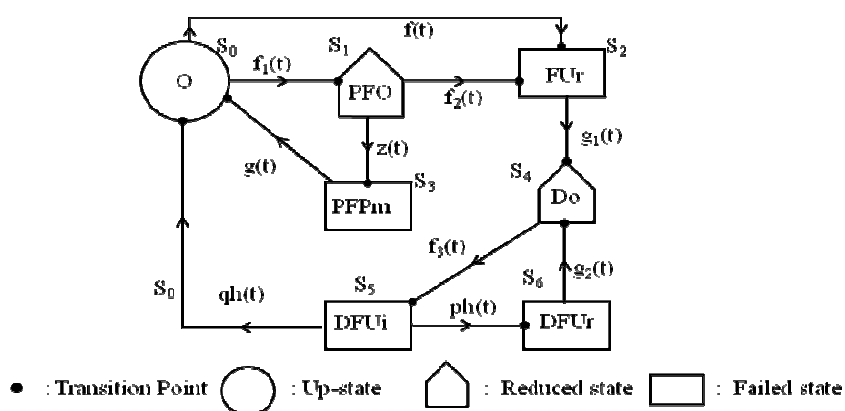 f(t)
S0
S1
S2
f1(t)
O
PFO
f2(t)
FUr
g1(t)
z(t)
g(t)
S3
PFPm
S4
Do
f3(t)
S5
S6
g2(t)
S0
qh(t)
DFUi
ph(t)
DFUr
: Transition Point : Up-state : Reduced state : Failed state